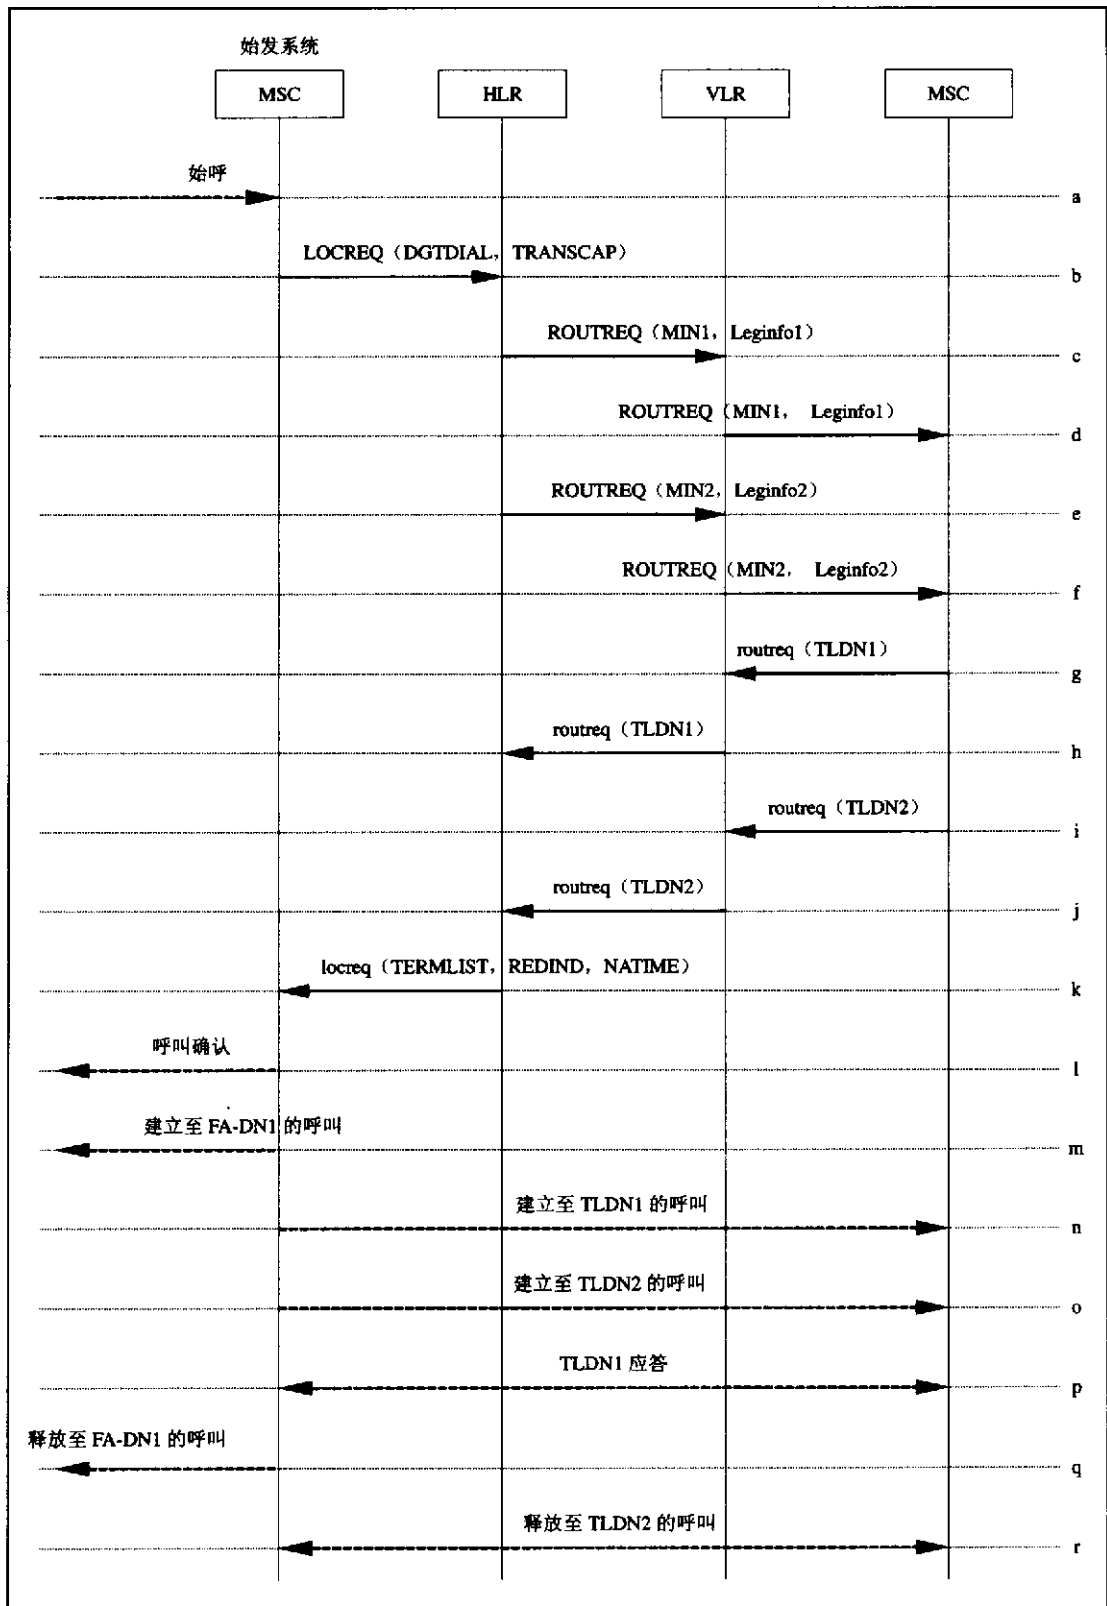 始发系统
MSC HLR VLR MSC
始呼
a
LOCREQ（DGTDIAL，TRANSCAP）
b
ROUTREQ（MIN1，Leginfo1）
c
ROUTREQ（MIN1， Leginfo1）
d
ROUTREQ（MIN2，Leginfo2）
e
ROUTREQ（MIN2， Leginfo2）
f
routreq（TLDN1）
g
routreq（TLDN1）
h
routreq（TLDN2）
i
routreq（TLDN2）
j
locreq（TERMLIST，REDIND，NATIME）
k
呼叫确认
l
建立至 FA-DN1 的呼叫
m
建立至 TLDN1 的呼叫
n
建立至 TLDN2 的呼叫
o
TLDN1 应答
p
释放至 FA-DN1 的呼叫
q
释放至 TLDN2 的呼叫
r